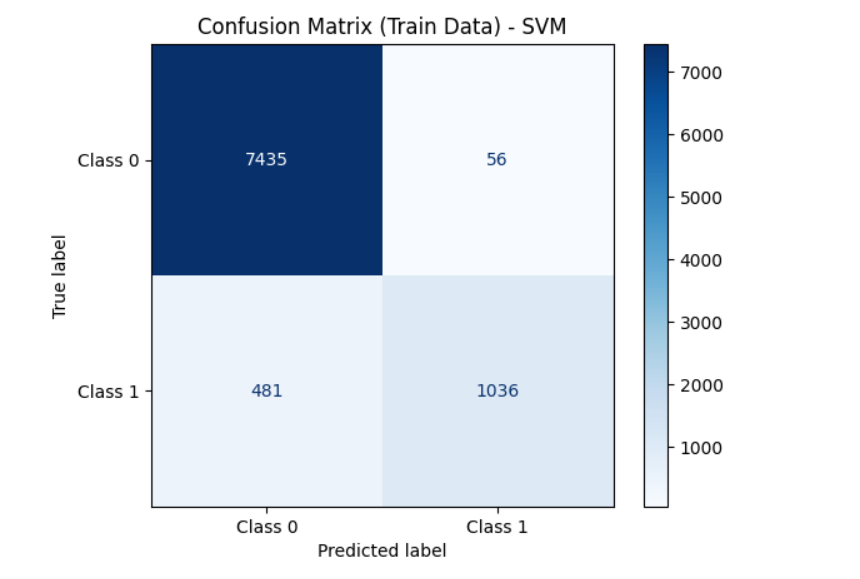 Confusion Matrix (Train Data) - SVM
True label
Class 0
7435
56
Class 1
481
1036
Class 0
Class 1
Predicted label
7000
6000
5000
4000
3000
2000
1000